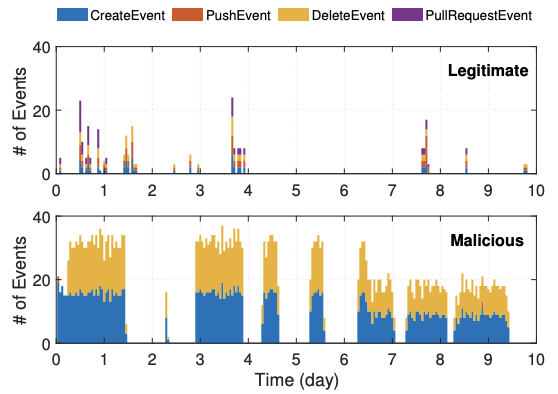 CreateEvent PushEvent DeleteEvent PullRequestEvent
# of Events
40
20
0
Legitimate
0 1 2 3 4 5 6 7 8 9 10
# of Events
40
20
0
Malicious
0 1 2 3 4 5 6 7 8 9 10
Time (day)